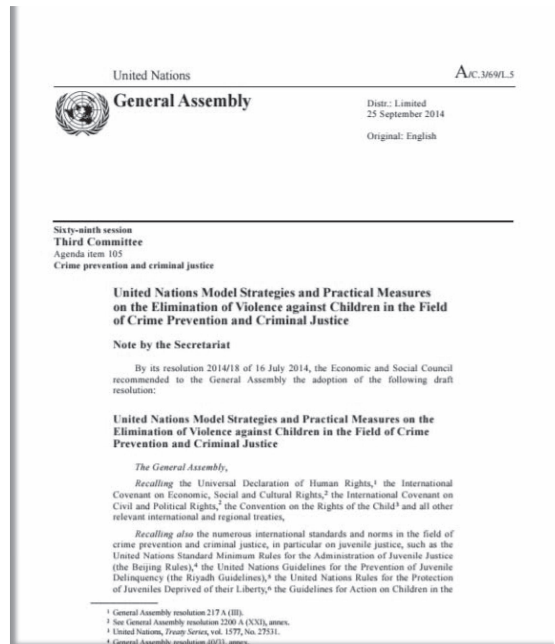 United Nations A/C.3/69/L.5
General Assembly
Distr.: Limited
25 September 2014
Original: English
Sixty-ninth session
Third Committee
Agenda item 105
Crime prevention and criminal justice
United Nations Model Strategies and Practical Measures
on the Elimination of Violence against Children in the Field
of Crime Prevention and Criminal Justice
Note by the Secretariat
By its resolution 2014/18 of 16 July 2014, the Economic and Social Council
recommended to the General Assembly the adoption of the following draft
resolution:
United Nations Model Strategies and Practical Measures on the
Elimination of Violence against Children in the Field of Crime
Prevention and Criminal Justice
The General Assembly,
Recalling the Universal Declaration of Human Rights,¹ the International
Covenant on Economic, Social and Cultural Rights,² the International Covenant on
Civil and Political Rights,² the Convention on the Rights of the Child³ and all other
relevant international and regional treaties,
Recalling also the numerous international standards and norms in the field of
crime prevention and criminal justice, in particular on juvenile justice, such as the
United Nations Standard Minimum Rules for the Administration of Juvenile Justice
(the Beijing Rules),⁴ the United Nations Guidelines for the Prevention of Juvenile
Delinquency (the Riyadh Guidelines),⁵ the United Nations Rules for the Protection
of Juveniles Deprived of their Liberty,⁶ the Guidelines for Action on Children in the
¹ General Assembly resolution 217 A (III).
² See General Assembly resolution 2200 A (XXI), annex.
³ United Nations, Treaty Series, vol. 1577, No. 27531.
⁴ General Assembly resolution 40/33, annex.